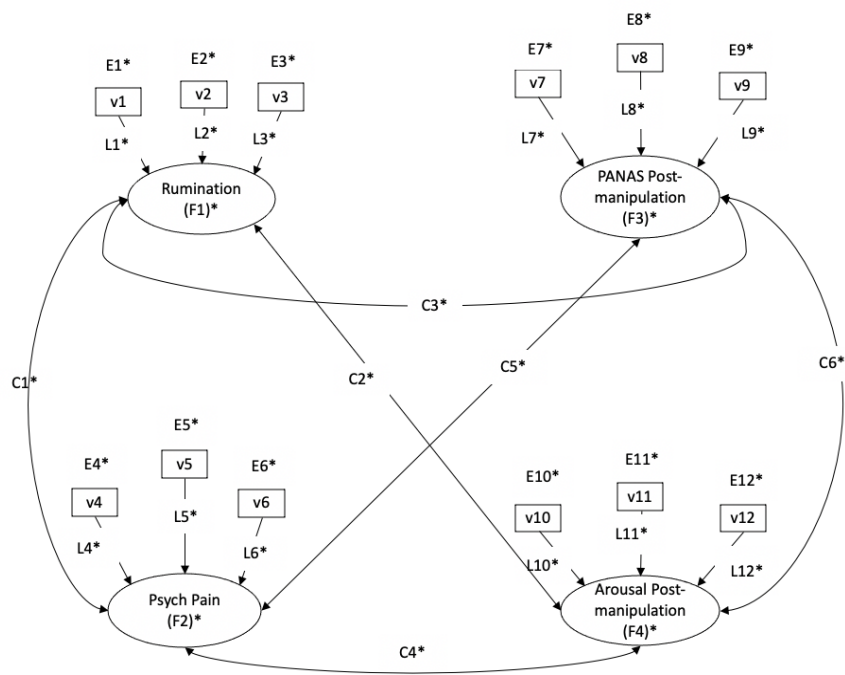 E1*
E2*
E3*
v1
v2
v3
L1*
L2*
L3*
Rumination
(F1)*
E7*
E8*
E9*
v7
v8
v9
L7*
L8*
L9*
PANAS Post-
manipulation
(F3)*
C3*
C1*
C2*
C5*
C6*
E4*
E5*
E6*
v4
v5
v6
L4*
L5*
L6*
Psych Pain
(F2)*
E10*
E11*
E12*
v10
v11
v12
L10*
L11*
L12*
Arousal Post-
manipulation
(F4)*
C4*